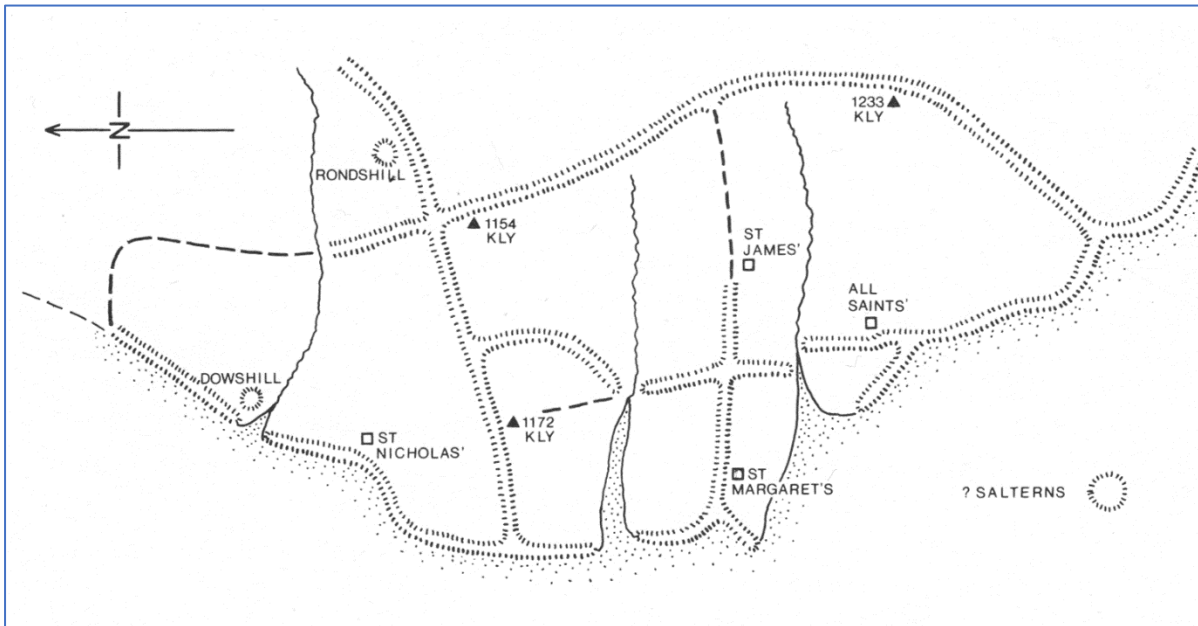 1233
KLY
N
RONDSHILL
1154
KLY
ST
JAMES'
ALL
SAINTS'
DOWSHILL
1172
KLY
ST
NICHOLAS'
ST
MARGARET'S
? SALTERNS